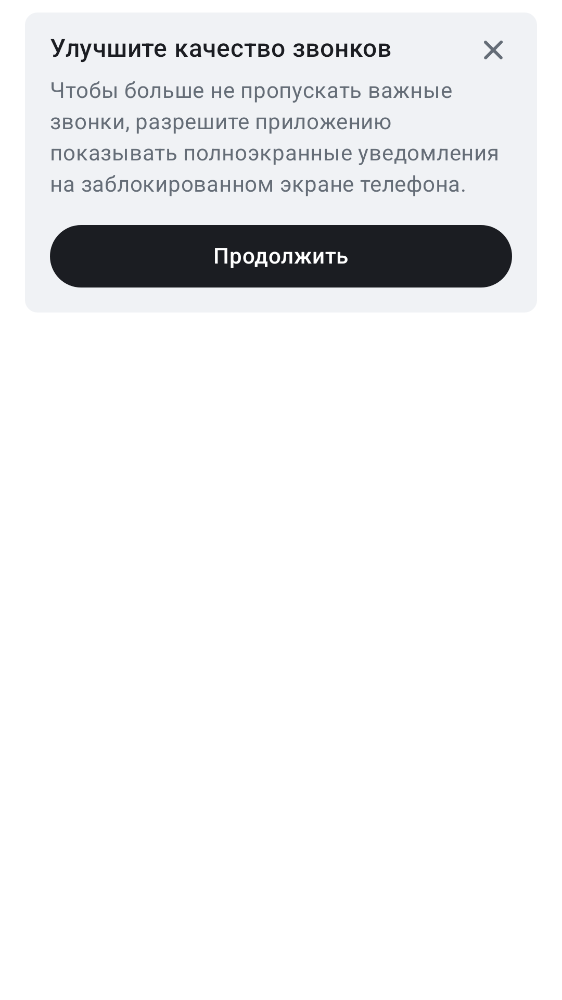 Улучшите качество звонков
Чтобы больше не пропускать важные
звонки, разрешите приложению
показывать полноэкранные уведомления
на заблокированном экране телефона.
Продолжить